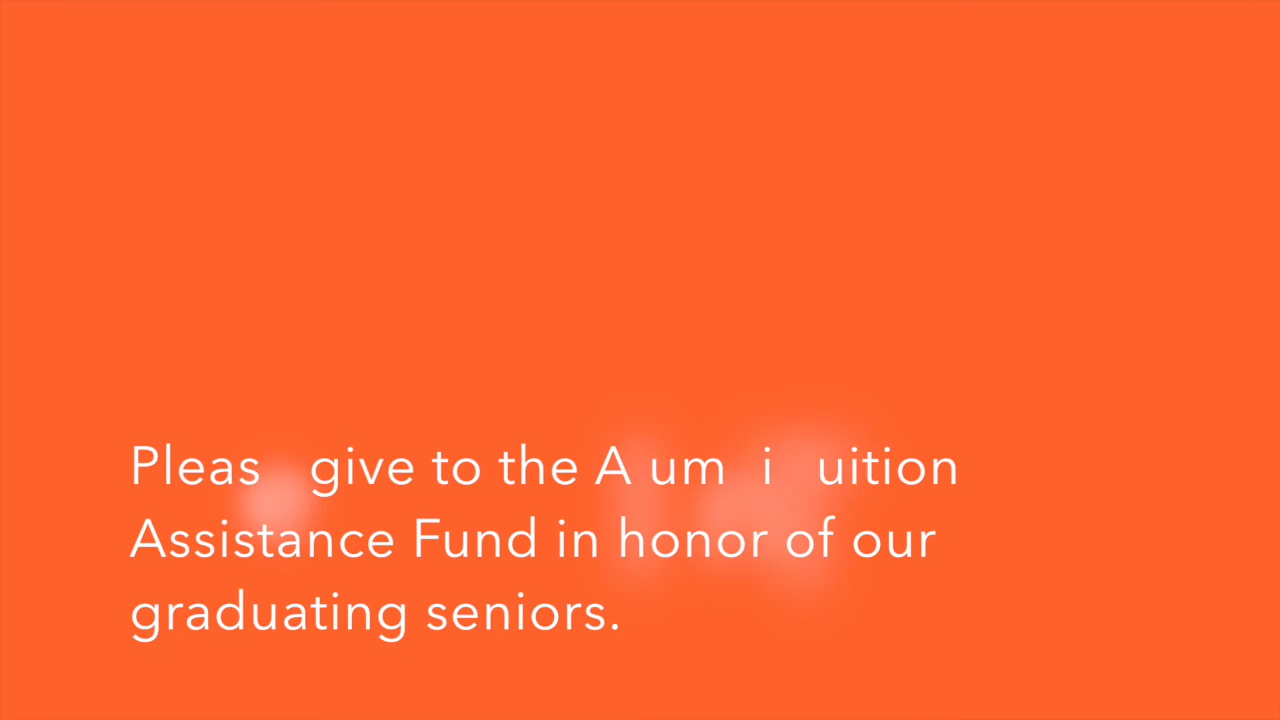 Pleas give to the A um i uition
Assistance Fund in honor of our
graduating seniors.